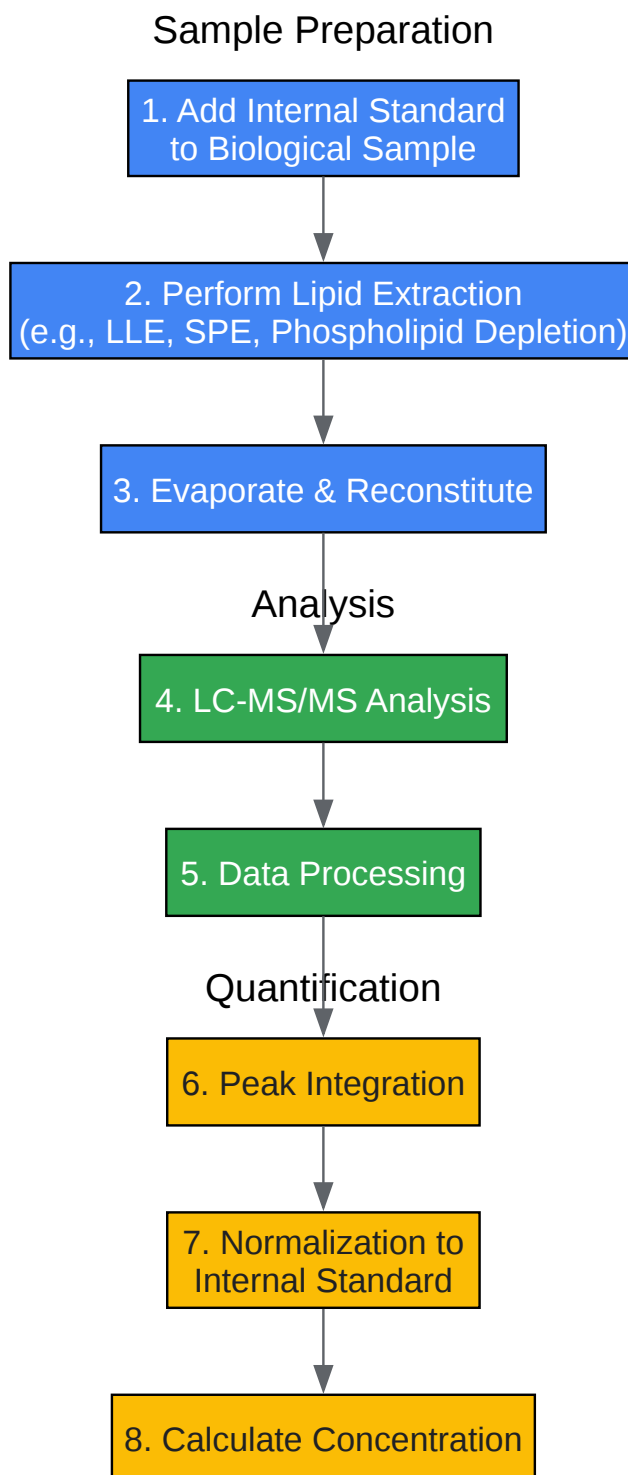 Sample Preparation
1. Add Internal Standard
to Biological Sample
2. Perform Lipid Extraction
(e.g., LLE, SPE, Phospholipid Depletion)
3. Evaporate & Reconstitute
Analysis
4. LC-MS/MS Analysis
5. Data Processing
Quantification
6. Peak Integration
7. Normalization to
Internal Standard
8. Calculate Concentration